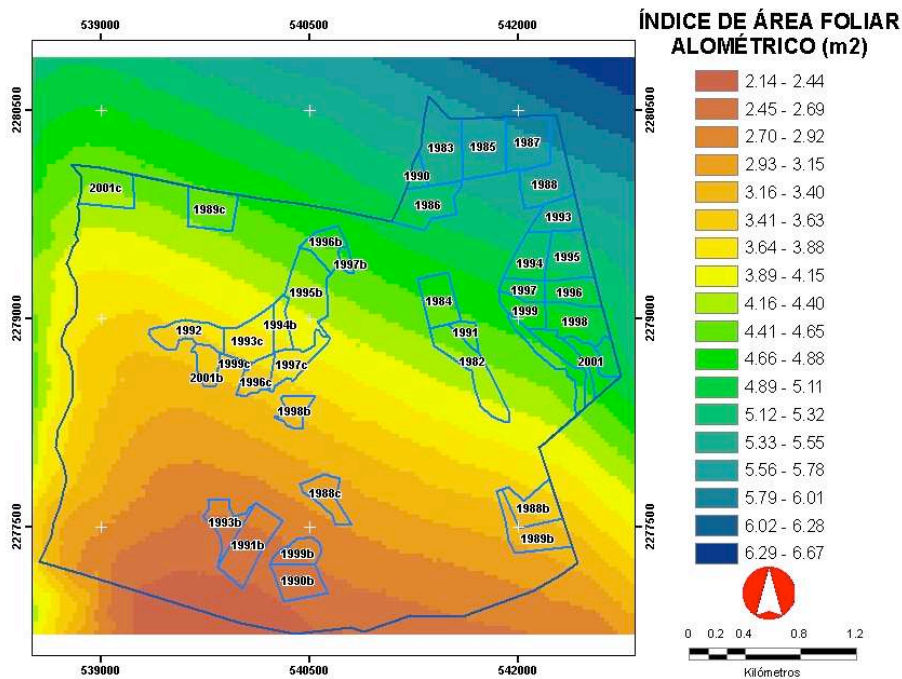 ÍNDICE DE ÁREA FOLIAR
ALOMÉTRICO (m2)
2.14 - 2.44
2.45 - 2.69
2.70 - 2.92
2.93 - 3.15
3.16 - 3.40
3.41 - 3.63
3.64 - 3.88
3.89 - 4.15
4.16 - 4.40
4.41 - 4.65
4.66 - 4.88
4.89 - 5.11
5.12 - 5.32
5.33 - 5.55
5.56 - 5.78
5.79 - 6.01
6.02 - 6.28
6.29 - 6.67
0 0.2 0.4 0.8 1.2
Kilómetros
539000 540500 542000
2280500 2280500
1983 1985 1987
1990 1988
2001c 1986
1989c 1993
1996b
1997b 1994 1995
1995b 1997 1996
1984 1999 1998
2279000 2279000
1992 1993c 1994b 1991
1999c 1997c 1982 2001
2001b 1996c
1998b
1988c 1988b
2277500 2277500
1993b 1989b
1991b 1999b
1990b
539000 540500 542000